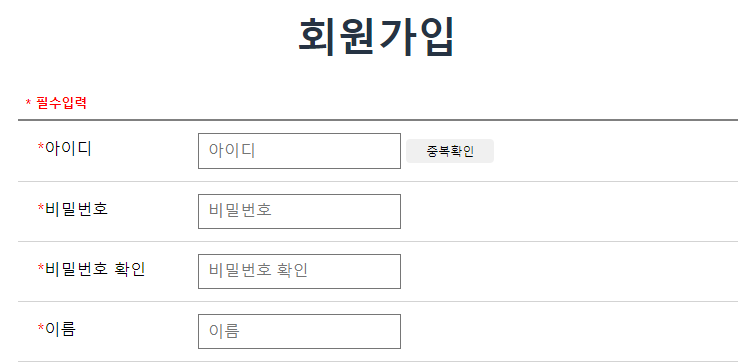 회원가입
* 필수입력
*아이디 아이디 중복확인
*비밀번호 비밀번호
*비밀번호 확인 비밀번호 확인
*이름 이름